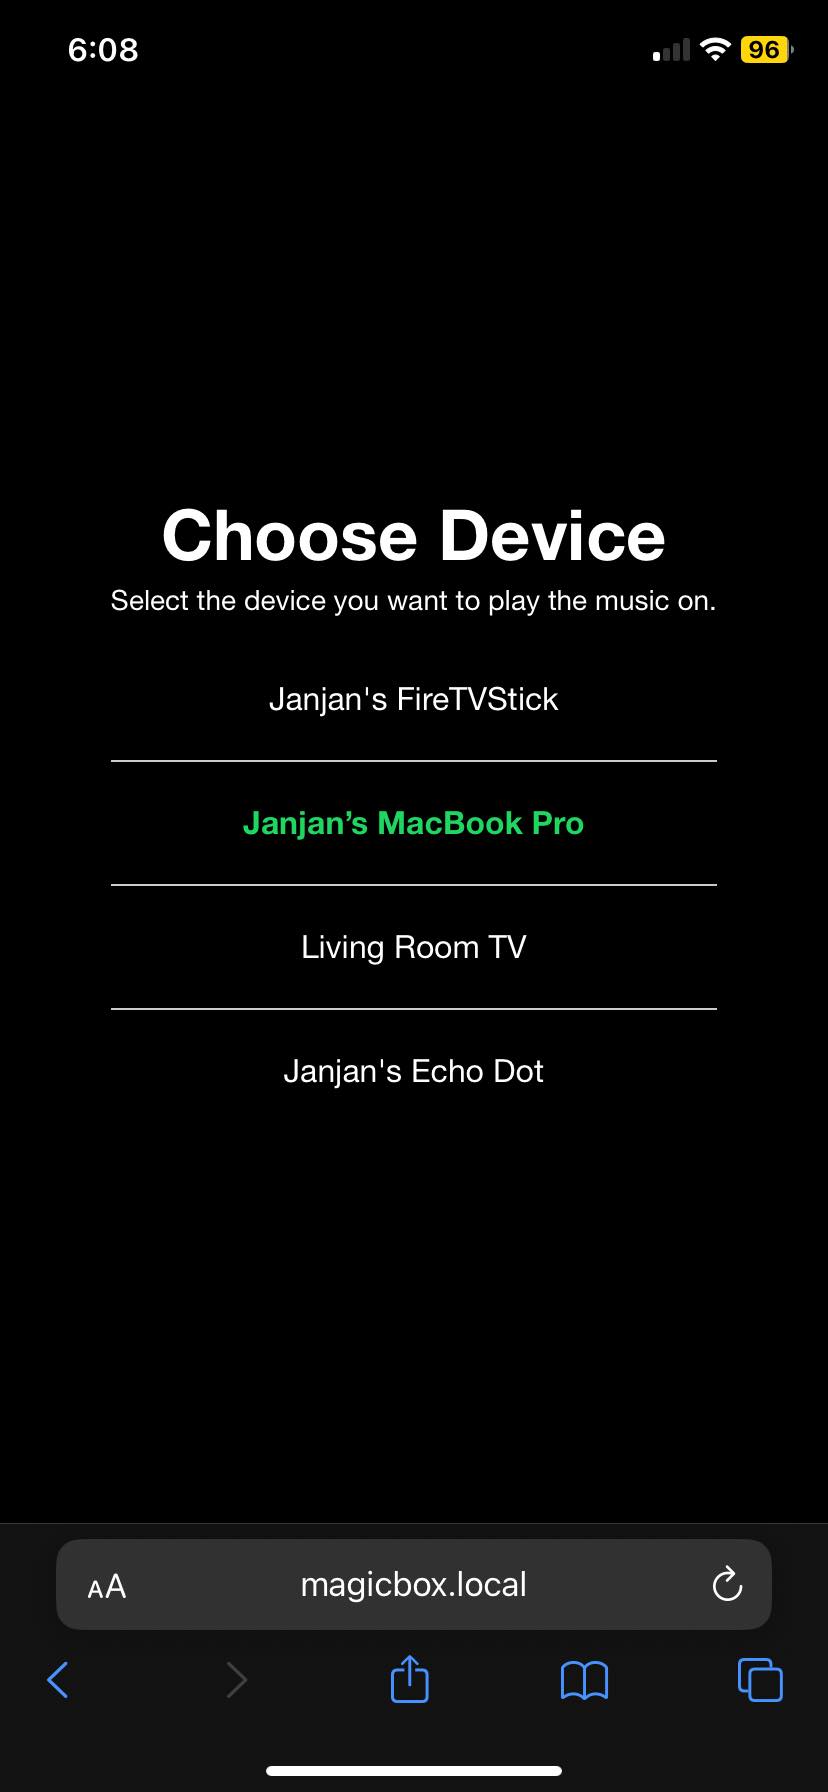 6:08
96
Choose Device
Select the device you want to play the music on.
Janjan's FireTVStick
Janjan’s MacBook Pro
Living Room TV
Janjan's Echo Dot
AA
magicbox.local